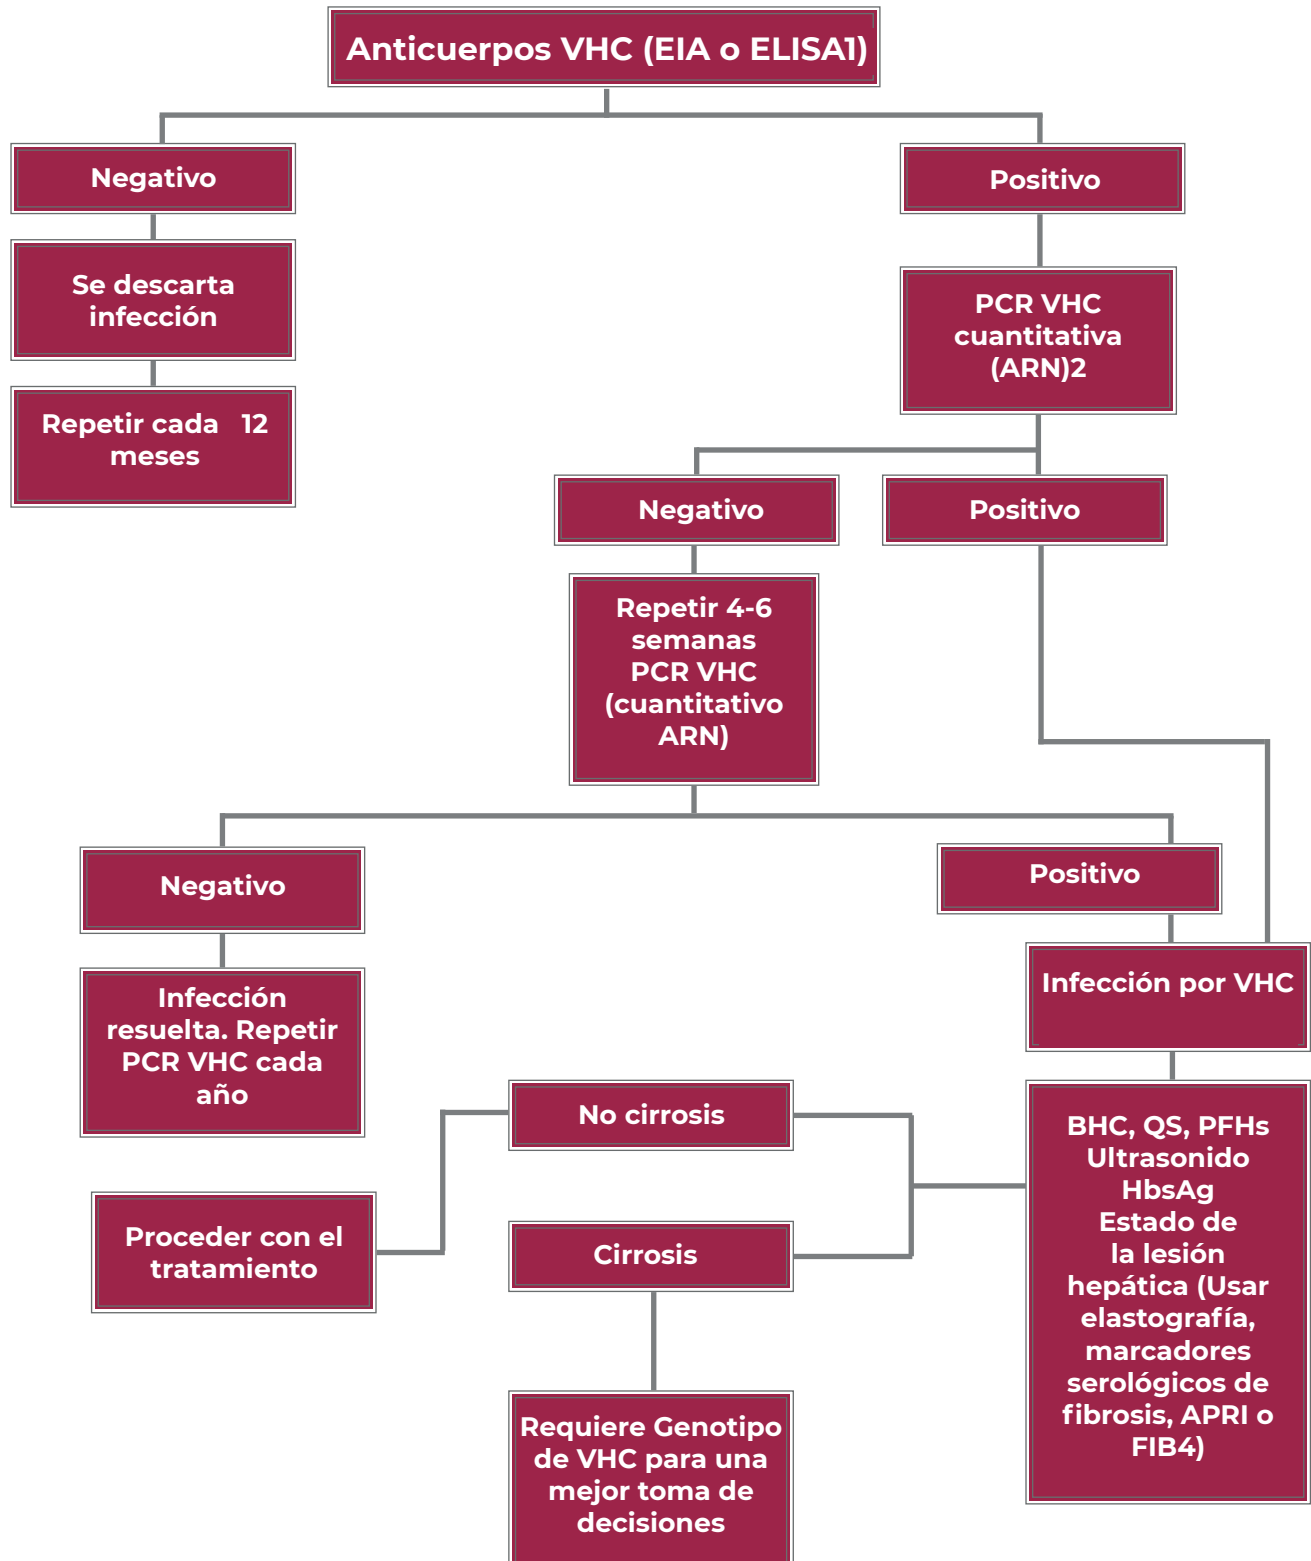 Anticuerpos VHC (EIA o ELISA1)
Negativo
Positivo
Se descarta
infección
PCR VHC
cuantitativa
(ARN)2
Repetir cada 12
meses
Negativo
Positivo
Repetir 4-6
semanas
PCR VHC
(cuantitativo
ARN)
Negativo
Positivo
Infección
resuelta. Repetir
PCR VHC cada
año
Infección por VHC
No cirrosis
BHC, QS, PFHs
Ultrasonido
HbsAg
Estado de
la lesión
hepática (Usar
elastografía,
marcadores
serológicos de
fibrosis, APRI o
FIB4)
Proceder con el
tratamiento
Cirrosis
Requiere Genotipo
de VHC para una
mejor toma de
decisiones